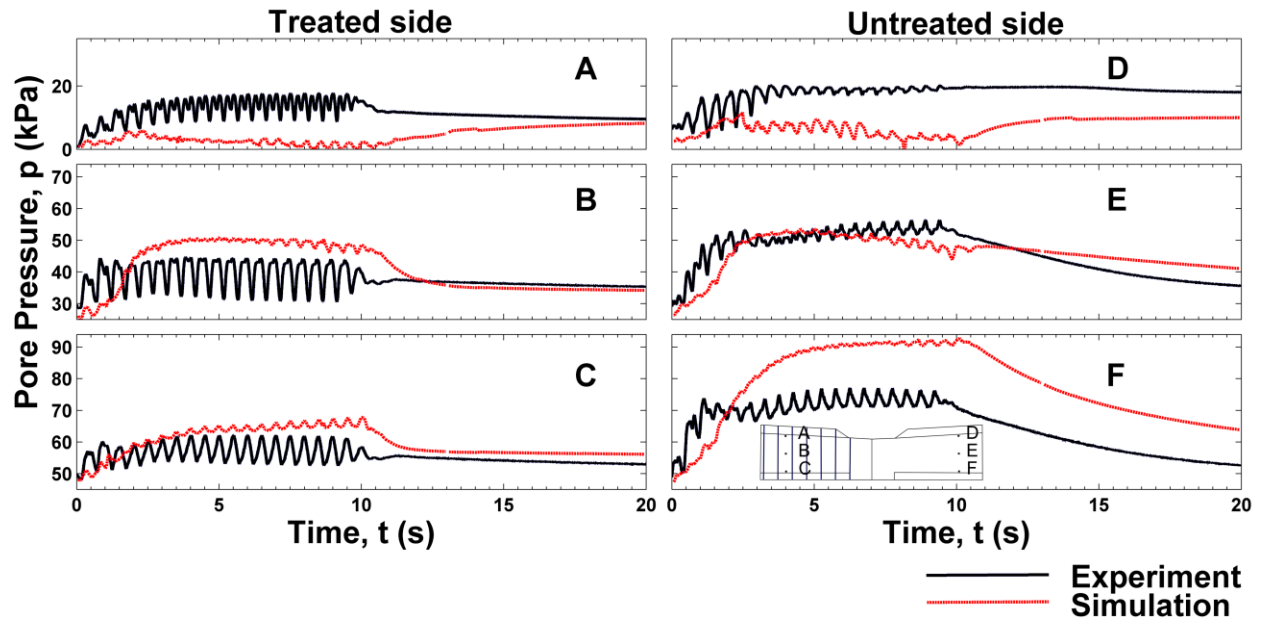 Treated side
Untreated side
Pore Pressure, p (kPa)
A
20
10
0
B
70
60
50
40
30
C
90
80
70
60
50
0 5 10 15 20
Time, t (s)
D
E
F
A D
B E
C F
0 5 10 15 20
Time, t (s)
Experiment
Simulation